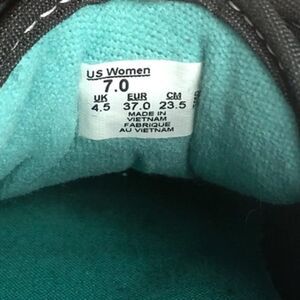 US Women
7.0
UK EUR CM
4.5 37.0 23.5
MADE IN
VIETNAM
FABRIQUE
AU VIETNAM